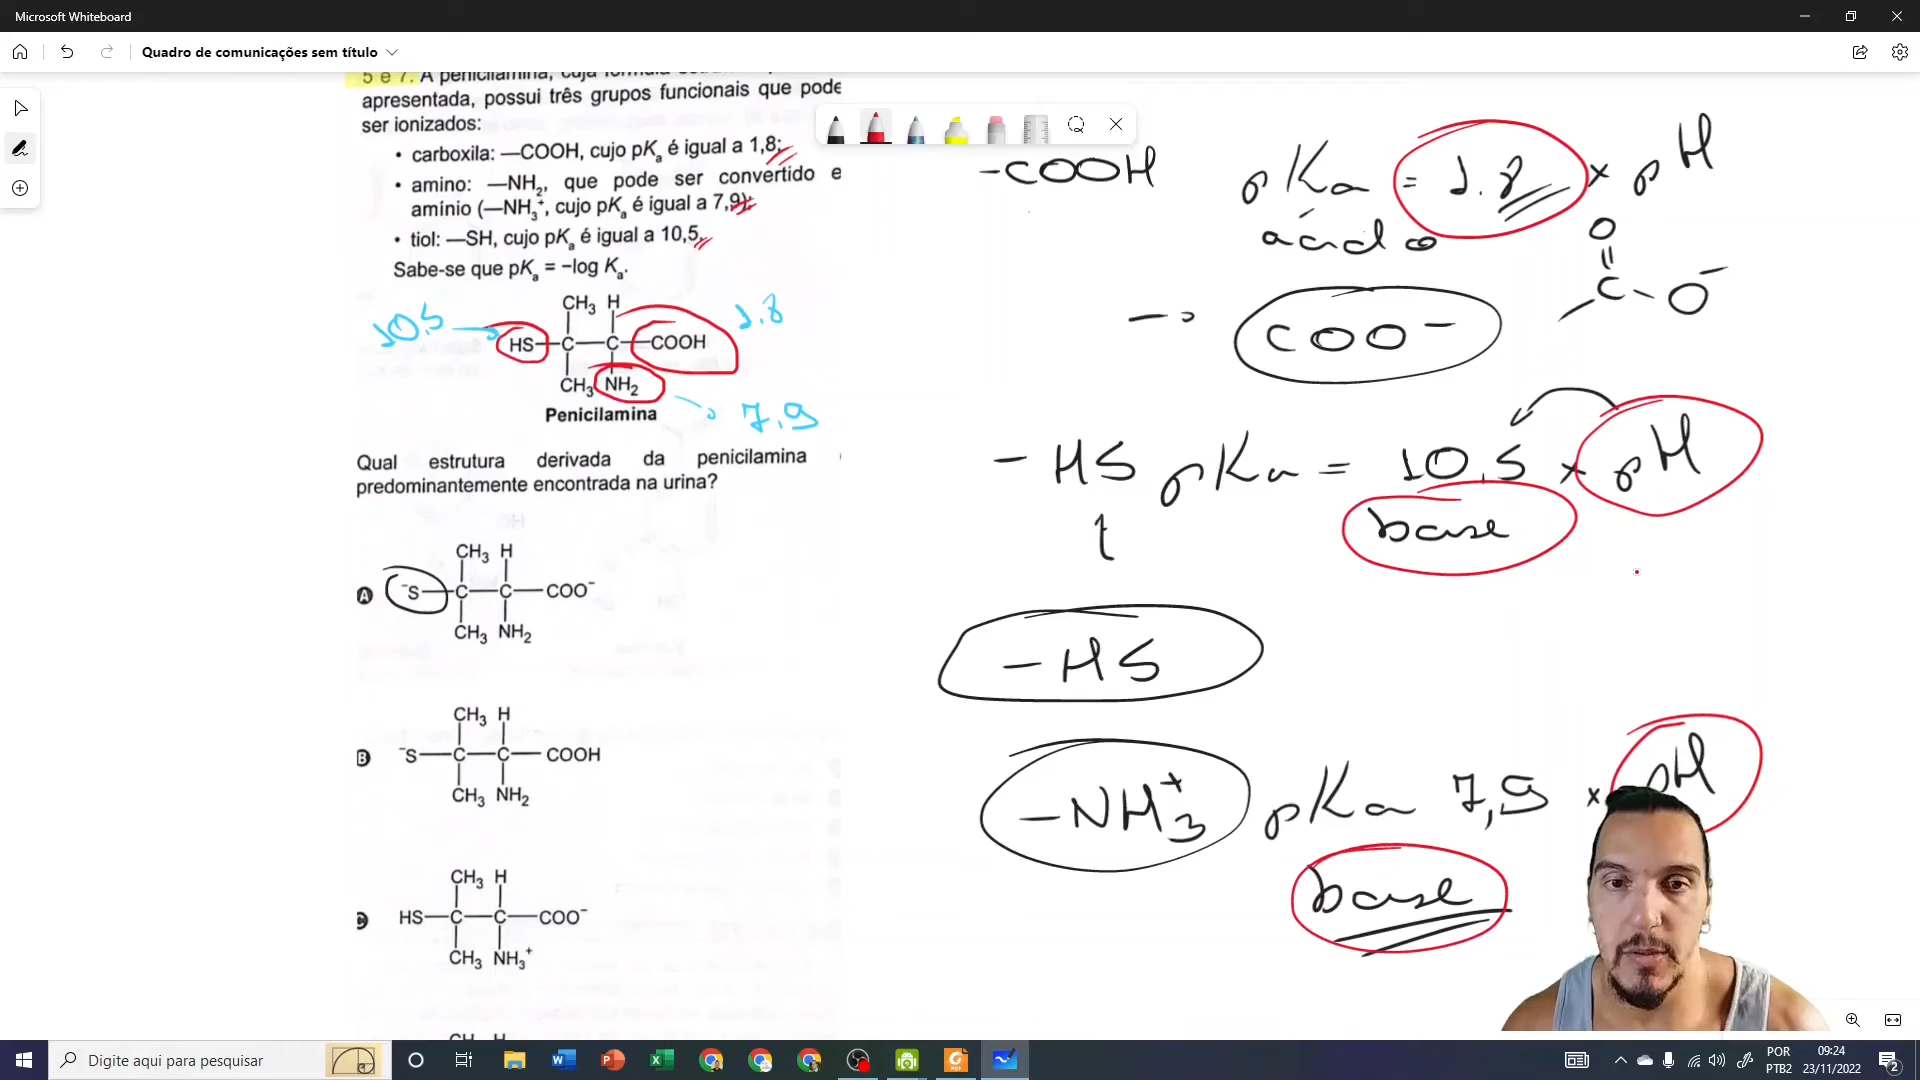 Microsoft Whiteboard
Quadro de comunicações sem título
5 e 7. A penicilamina, cuja
apresentada, possui três grupos funcionais que pode
ser ionizados:
• carboxila: —COOH, cujo pKa é igual a 1,8;
• amino: —NH2, que pode ser convertido e
amínio (—NH3+, cujo pKa é igual a 7,9);
• tiol: —SH, cujo pKa é igual a 10,5.
Sabe-se que pKa = −log Ka.
10.5
1.8
CH3 H
HS—C—C—COOH
CH3 NH2
7.9
Penicilamina
Qual estrutura derivada da penicilamina
predominantemente encontrada na urina?
A
CH3 H
⁻S—C—C—COO⁻
CH3 NH2
B
CH3 H
⁻S—C—C—COOH
CH3 NH2
C
CH3 H
HS—C—C—COO⁻
CH3 NH3+
-COOH pKa = 1.8 × pH
ácido
O
C - O⁻
COO⁻
- HS pKa = 10,5 × pH
base
- HS
- NH3+ pKa 7,9 × pH
base
Digite aqui para pesquisar
POR
PTB2
09:24
23/11/2022
2